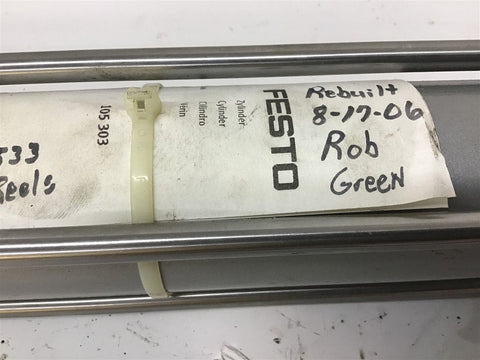 Rebuilt
8-17-06
Rob
Green
FESTO
Zylinder
Cylinder
Cilindro
Vérin
105 303
533
Reels